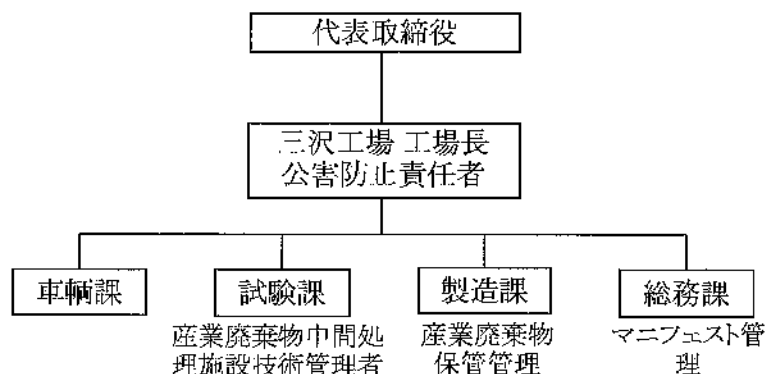 代表取締役
三沢工場 工場長
公害防止責任者
車輌課
試験課
製造課
総務課
産業廃棄物中間処
理施設技術管理者
産業廃棄物
保管管理
マニフェスト管
理